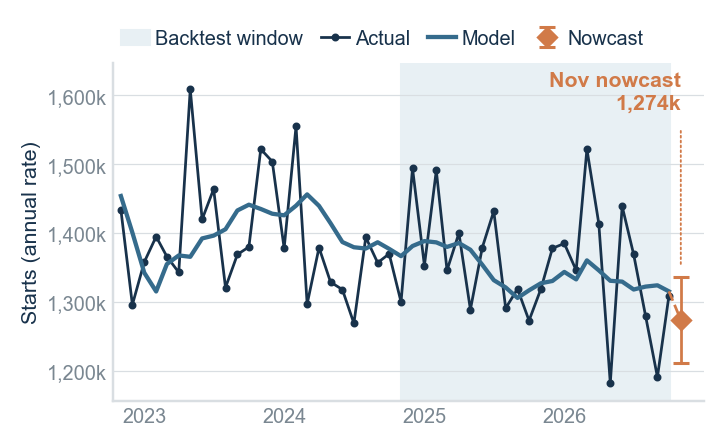 Backtest window Actual Model Nowcast
Nov nowcast
1,274k
Starts (annual rate)
1,600k
1,500k
1,400k
1,300k
1,200k
2023 2024 2025 2026